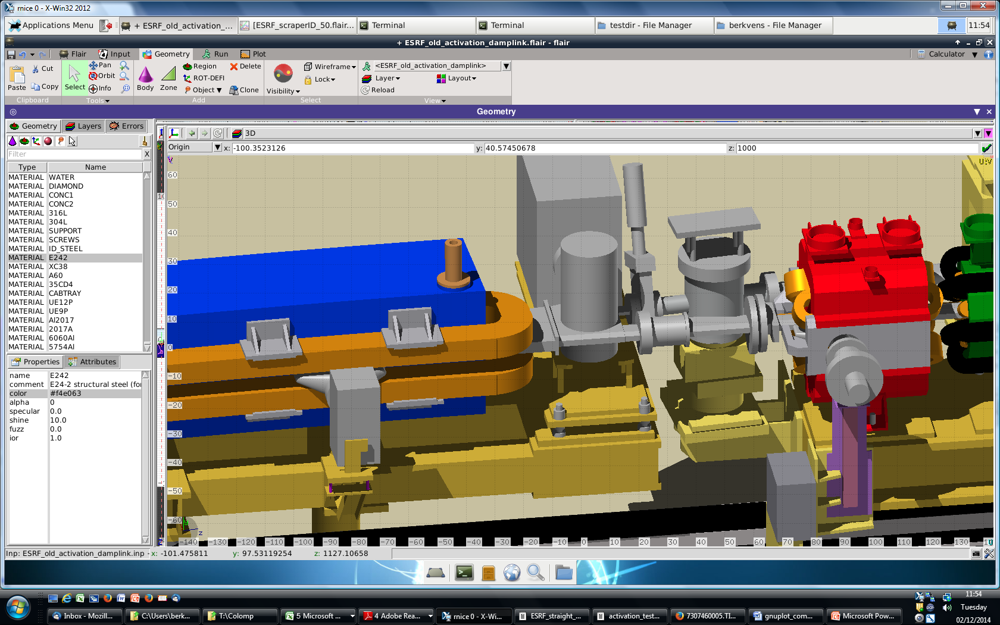 rnice 0 - X-Win32 2012
Applications Menu
+ ESRF_old_activation_...
[ESRF_scraperID_50.flair...
Terminal
Terminal
testdir - File Manager
berkvens - File Manager
11:54
+ ESRF_old_activation_damplink.flair - flair
Flair
Input
Geometry
Run
Plot
Calculator
Paste
Cut
Copy
Clipboard
Select
Pan
Orbit
Info
Tools
Body
Zone
Region
ROT-DEFI
Object
Delete
Clone
Add
Visibility
Wireframe
Lock
Select
<ESRF_old_activation_damplink>
Layer
Layout
Reload
View
Geometry
Geometry
Layers
Errors
Filter
X
Type Name
MATERIAL WATER
MATERIAL DIAMOND
MATERIAL CONC1
MATERIAL CONC2
MATERIAL 316L
MATERIAL 304L
MATERIAL SUPPORT
MATERIAL SCREWS
MATERIAL ID_STEEL
MATERIAL E242
MATERIAL XC38
MATERIAL A60
MATERIAL 35CD4
MATERIAL CABTRAY
MATERIAL UE12P
MATERIAL UE9P
MATERIAL Al2017
MATERIAL 2017A
MATERIAL 6060Al
MATERIAL 5754Al
Properties
Attributes
name E242
comment E24-2 structural steel (for
color #f4e063
alpha 0
specular 0.0
shine 10.0
fuzz 0.0
ior 1.0
3D
Origin
x: -100.3523126
y: 40.57450678
z: 1000
U:V
60
50
40
30
20
10
0
-10
-20
-30
-40
-50
-60
z
-140 -130 -120 -110 -100 -90 -80 -70 -60 -50 -40 -30 -20 -10 0 10 20 30 40 50 60 70 80 90 100 110 120 130
Inp: ESRF_old_activation_damplink.inp - x: -101.475811 y: 97.53119254 z: 1127.10658
Inbox - Mozill...
C:\Users\berk...
T:\Colomp
5 Microsoft ...
4 Adobe Rea...
rnice 0 - X-Wi...
ESRF_straight_...
activation_test...
7307460005.TI...
gnuplot_com...
Microsoft Pow...
11:54
Tuesday
02/12/2014